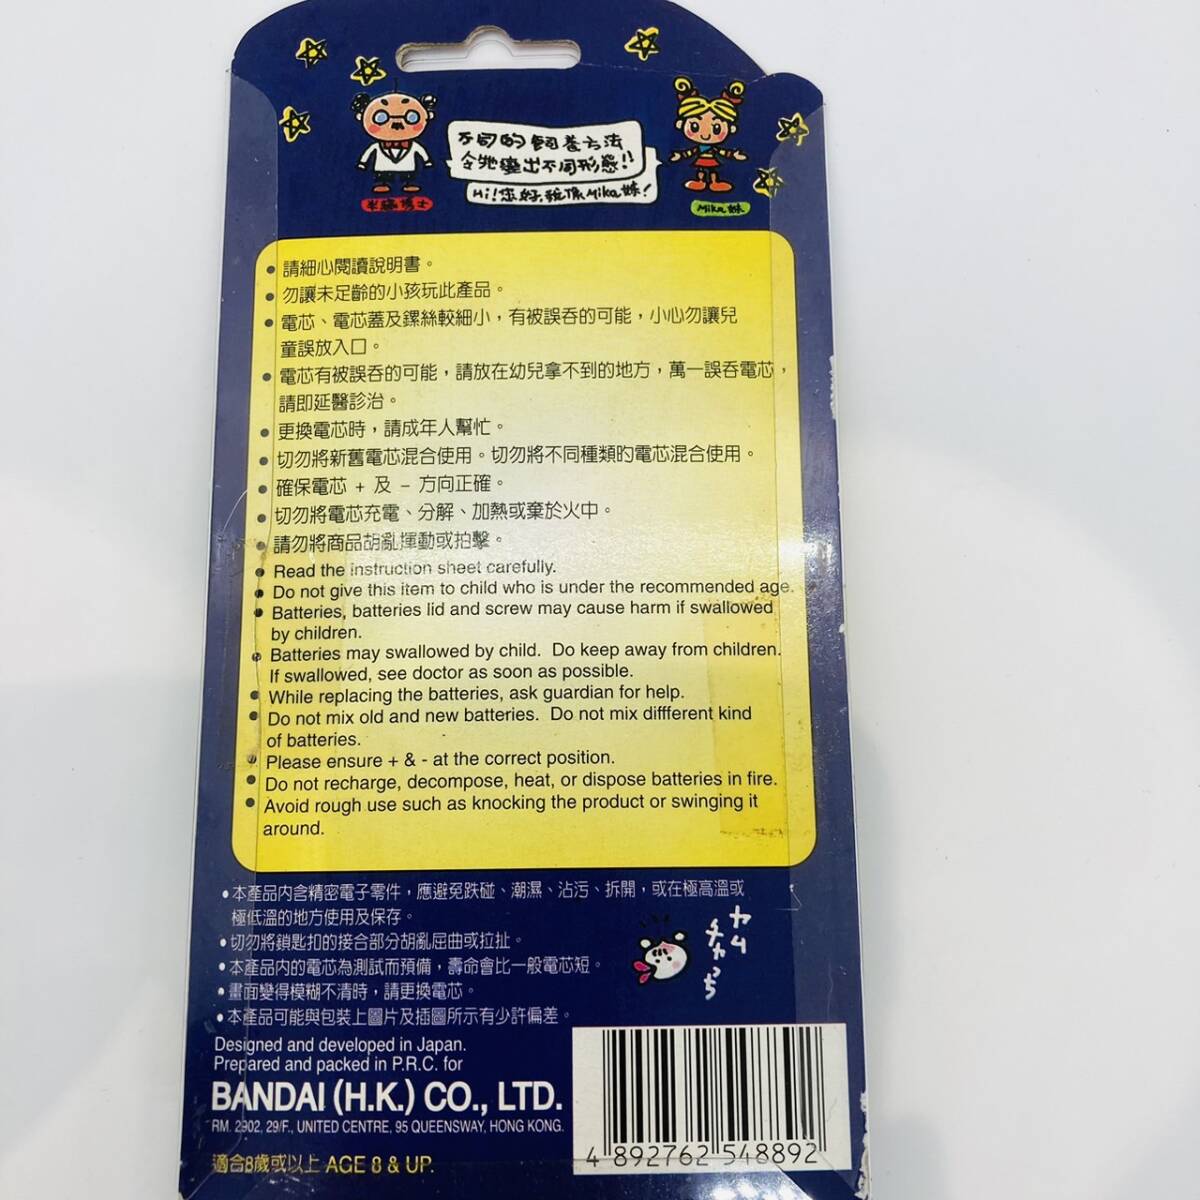 不同的飼養方法
令牠變出不同形態!!
Hi!您好,我係Mika妹!
Mika妹
• 請細心閱讀說明書。
• 勿讓未足齡的小孩玩此產品。
• 電芯、電芯蓋及鏍絲較細小，有被誤吞的可能，小心勿讓兒
童誤放入口。
• 電芯有被誤吞的可能，請放在幼兒拿不到的地方，萬一誤吞電芯，
請即延醫診治。
• 更換電芯時，請成年人幫忙。
• 切勿將新舊電芯混合使用。切勿將不同種類旳電芯混合使用。
• 確保電芯 + 及 - 方向正確。
• 切勿將電芯充電、分解、加熱或棄於火中。
• 請勿將商品胡亂揮動或拍擊。
• Read the instruction sheet carefully.
• Do not give this item to child who is under the recommended age.
• Batteries, batteries lid and screw may cause harm if swallowed
by children.
• Batteries may swallowed by child. Do keep away from children.
If swallowed, see doctor as soon as possible.
• While replacing the batteries, ask guardian for help.
• Do not mix old and new batteries. Do not mix diffferent kind
of batteries.
• Please ensure + & - at the correct position.
• Do not recharge, decompose, heat, or dispose batteries in fire.
• Avoid rough use such as knocking the product or swinging it
around.
• 本產品内含精密電子零件，應避免跌碰、潮濕、沾污、拆開，或在極高溫或
極低溫的地方使用及保存。
• 切勿將鎖匙扣的接合部分胡亂屈曲或拉扯。
• 本產品内的電芯為測試而預備，壽命會比一般電芯短。
• 畫面變得模糊不清時，請更換電芯。
• 本產品可能與包裝上圖片及插圖所示有少許偏差。
Designed and developed in Japan.
Prepared and packed in P.R.C. for
BANDAI (H.K.) CO., LTD.
RM. 2902, 29/F., UNITED CENTRE, 95 QUEENSWAY, HONG KONG.
適合8歲或以上 AGE 8 & UP.
4 892762 548892